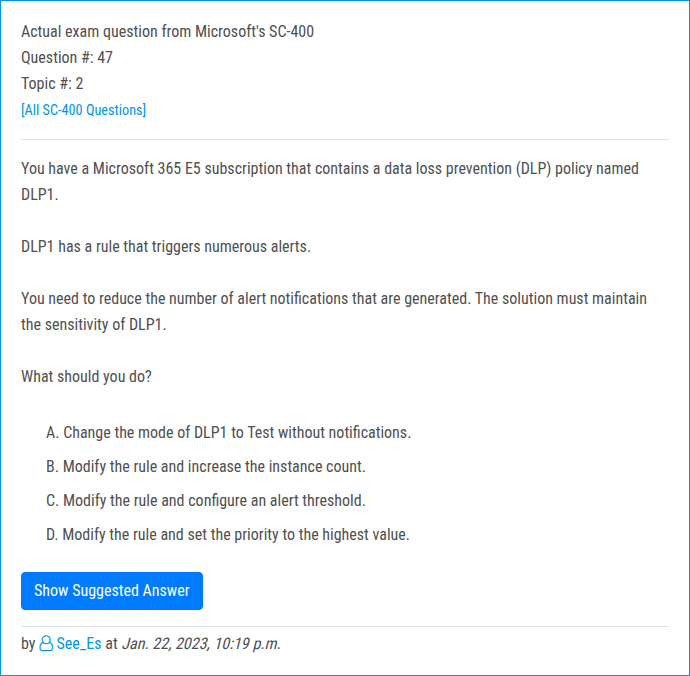 Actual exam question from Microsoft's SC-400
Question #: 47
Topic #: 2
[All SC-400 Questions]
You have a Microsoft 365 E5 subscription that contains a data loss prevention (DLP) policy named
DLP1.
DLP1 has a rule that triggers numerous alerts.
You need to reduce the number of alert notifications that are generated. The solution must maintain
the sensitivity of DLP1.
What should you do?
A. Change the mode of DLP1 to Test without notifications.
B. Modify the rule and increase the instance count.
C. Modify the rule and configure an alert threshold.
D. Modify the rule and set the priority to the highest value.
Show Suggested Answer
by See_Es at Jan. 22, 2023, 10:19 p.m.